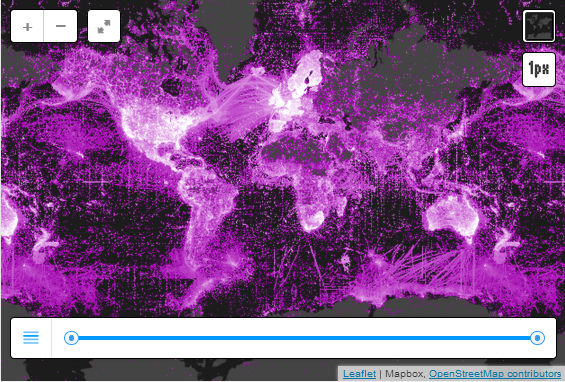 + −
1px
Leaflet | Mapbox, OpenStreetMap contributors